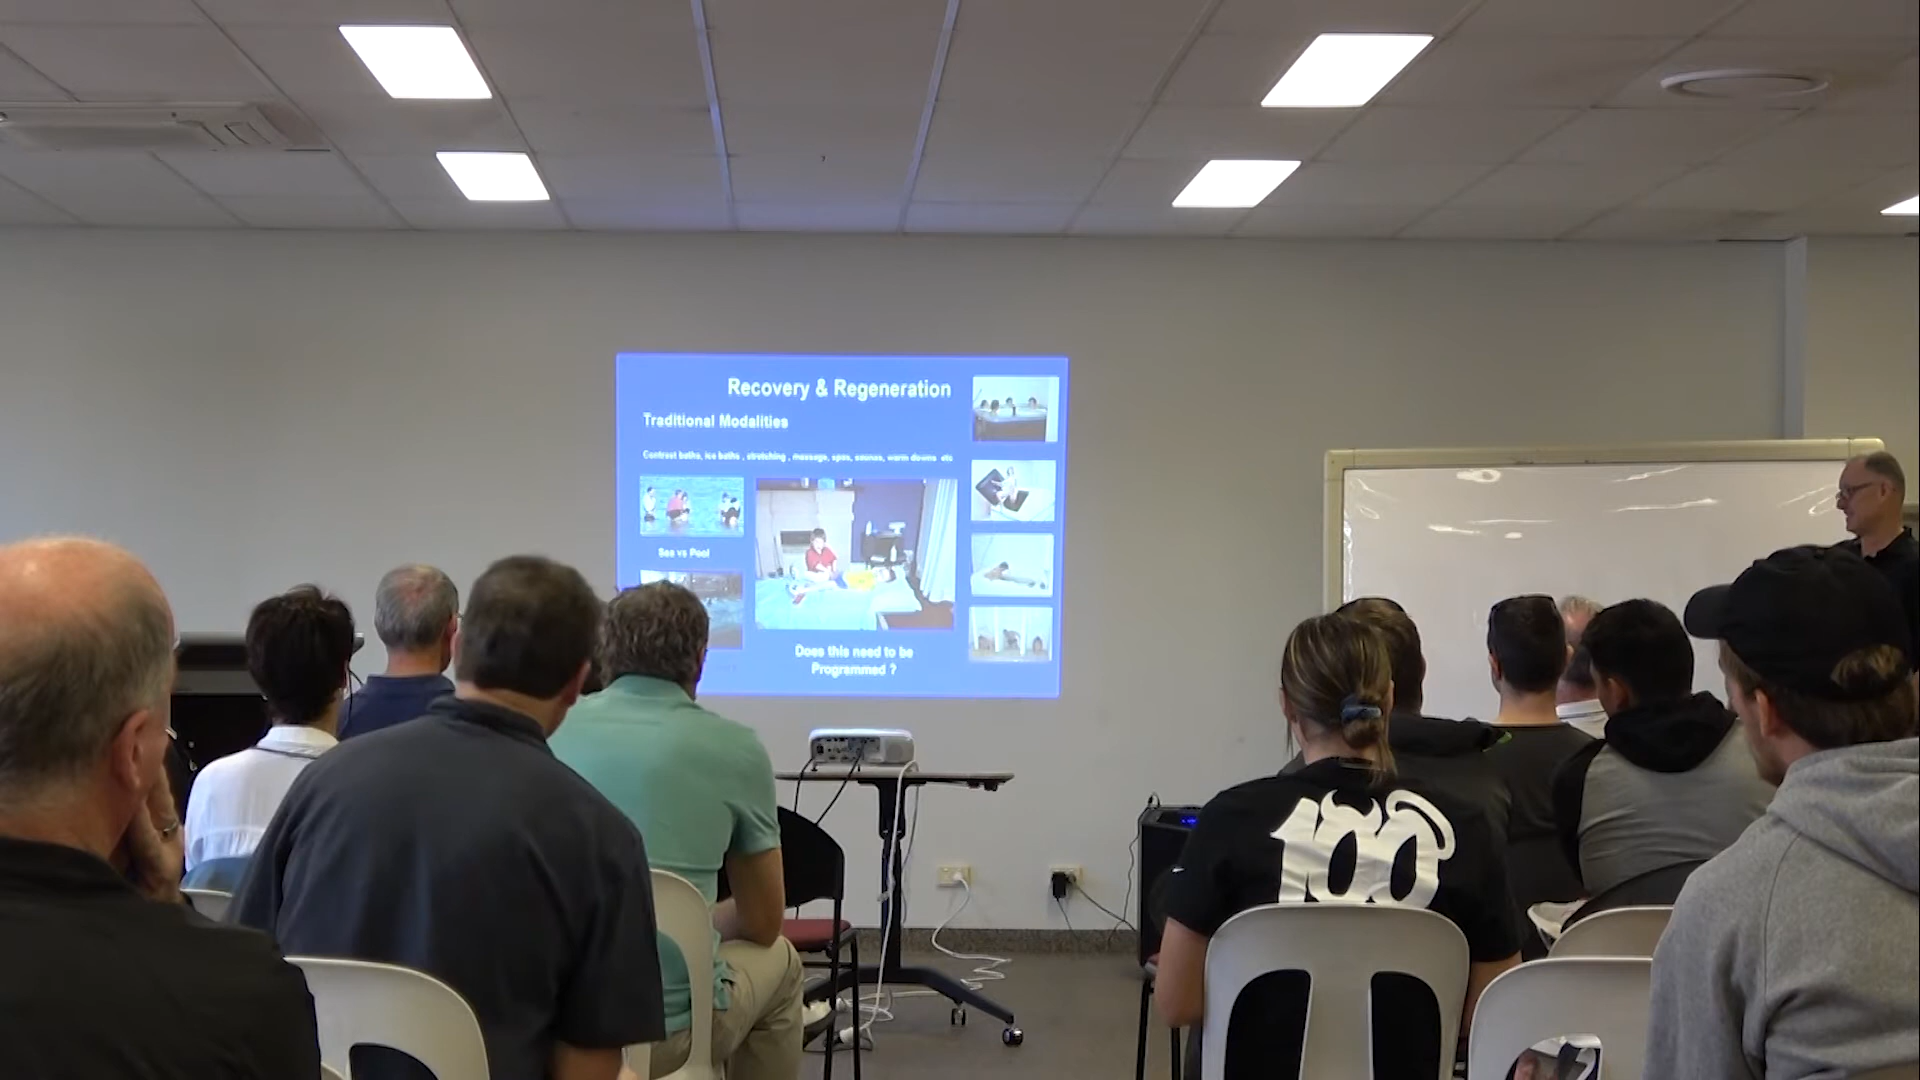 Recovery & Regeneration
Traditional Modalities
Contrast baths, ice baths , stretching , massage, spas, saunas, warm downs etc
Sea vs Pool
Does this need to be
Programmed ?
100